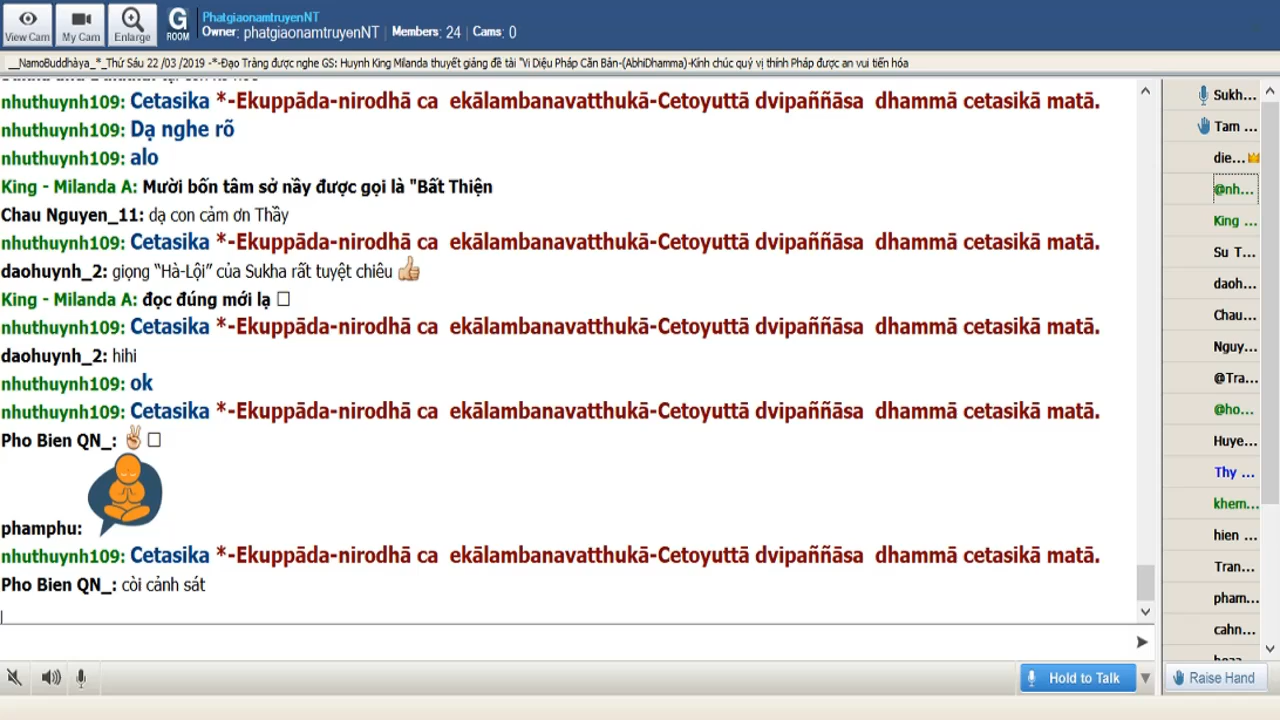 View Cam
My Cam
Enlarge
G
ROOM
PhatgiaonamtruyenNT
Owner: phatgiaonamtruyenNT | Members: 24 | Cams: 0
__NamoBuddhàya_*_Thứ Sáu 22 /03 /2019 -*-Đạo Tràng được nghe GS: Huynh King Milanda thuyết giảng đề tài "Vi Diệu Pháp Căn Bản-(AbhiDhamma)-Kính chúc quý vị thính Pháp được an vui tiến hóa
nhuthuynh109: Cetasika *-Ekuppāda-nirodhā ca ekālambanavatthukā-Cetoyuttā dvipaññāsa dhammā cetasikā matā.
nhuthuynh109: Dạ nghe rõ
nhuthuynh109: alo
King - Milanda A: Mười bốn tâm sở nầy được gọi là "Bất Thiện
Chau Nguyen_11: dạ con cảm ơn Thầy
nhuthuynh109: Cetasika *-Ekuppāda-nirodhā ca ekālambanavatthukā-Cetoyuttā dvipaññāsa dhammā cetasikā matā.
daohuynh_2: giọng “Hà-Lội” của Sukha rất tuyệt chiêu 👍
King - Milanda A: đọc đúng mới lạ □
nhuthuynh109: Cetasika *-Ekuppāda-nirodhā ca ekālambanavatthukā-Cetoyuttā dvipaññāsa dhammā cetasikā matā.
daohuynh_2: hihi
nhuthuynh109: ok
nhuthuynh109: Cetasika *-Ekuppāda-nirodhā ca ekālambanavatthukā-Cetoyuttā dvipaññāsa dhammā cetasikā matā.
Pho Bien QN_: ✌ □
phamphu:
nhuthuynh109: Cetasika *-Ekuppāda-nirodhā ca ekālambanavatthukā-Cetoyuttā dvipaññāsa dhammā cetasikā matā.
Pho Bien QN_: còi cảnh sát
Sukh...
Tam ...
die...
@nh...
King ...
Su T...
daoh...
Chau...
Nguy...
@Tra...
@ho...
Huye...
Thy ...
khem...
hien ...
Tran...
pham...
cahn...
Hold to Talk
Raise Hand